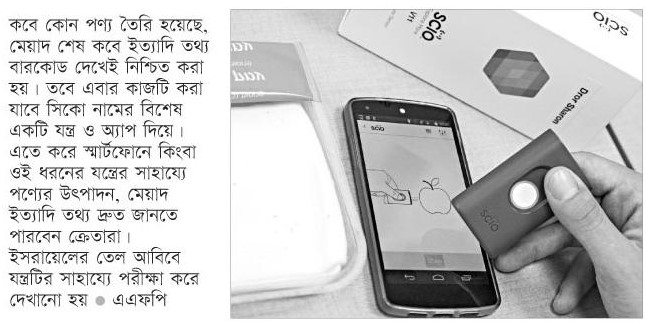 কবে কোন পণ্য তৈরি হয়েছে,
মেয়াদ শেষ কবে ইত্যাদি তথ্য
বারকোড দেখেই নিশ্চিত করা
হয়। তবে এবার কাজটি করা
যাবে সিকো নামের বিশেষ
একটি যন্ত্র ও অ্যাপ দিয়ে।
এতে করে স্মার্টফোনে কিংবা
ওই ধরনের যন্ত্রের সাহায্যে
পণ্যের উৎপাদন, মেয়াদ
ইত্যাদি তথ্য দ্রুত জানতে
পারবেন ক্রেতারা।
ইসরায়েলের তেল আবিবে
যন্ত্রটির সাহায্যে পরীক্ষা করে
দেখানো হয় ● এএফপি
SCiO
VIT
SCiO
Dror Sharon
SCiO
SCiO